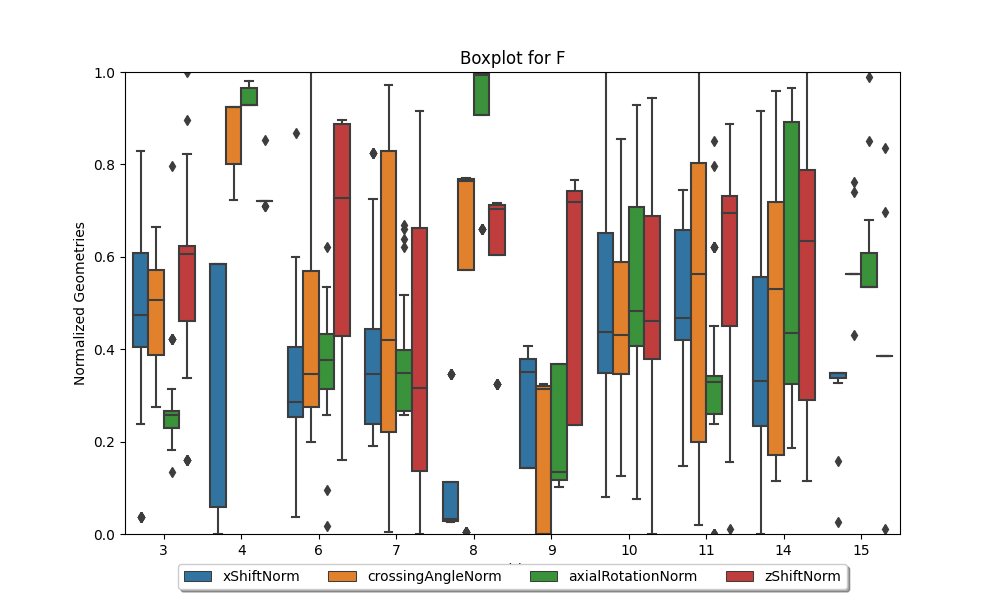 Boxplot for F
Normalized Geometries
1.0
0.8
0.6
0.4
0.2
0.0
3 4 6 7 8 9 10 11 14 15
xShiftNorm crossingAngleNorm axialRotationNorm zShiftNorm